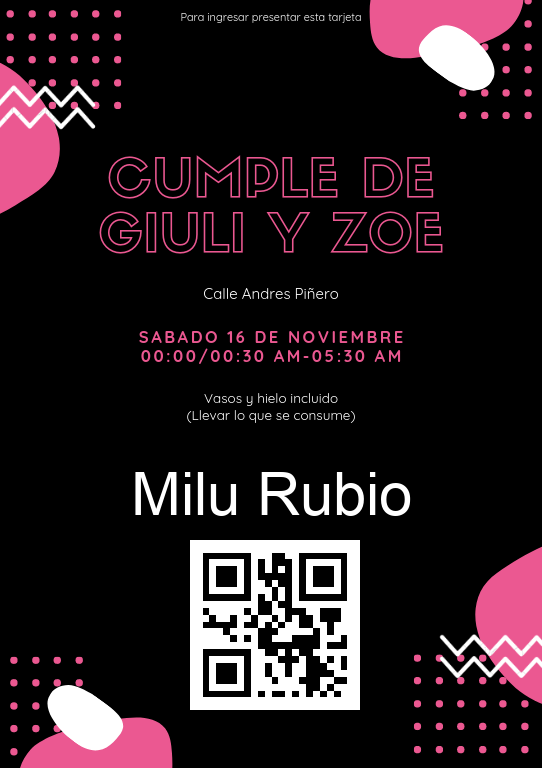 Para ingresar presentar esta tarjeta
CUMPLE DE
GIULI Y ZOE
Calle Andres Piñero
SABADO 16 DE NOVIEMBRE
00:00/00:30 AM-05:30 AM
Vasos y hielo incluido
(Llevar lo que se consume)
Milu Rubio